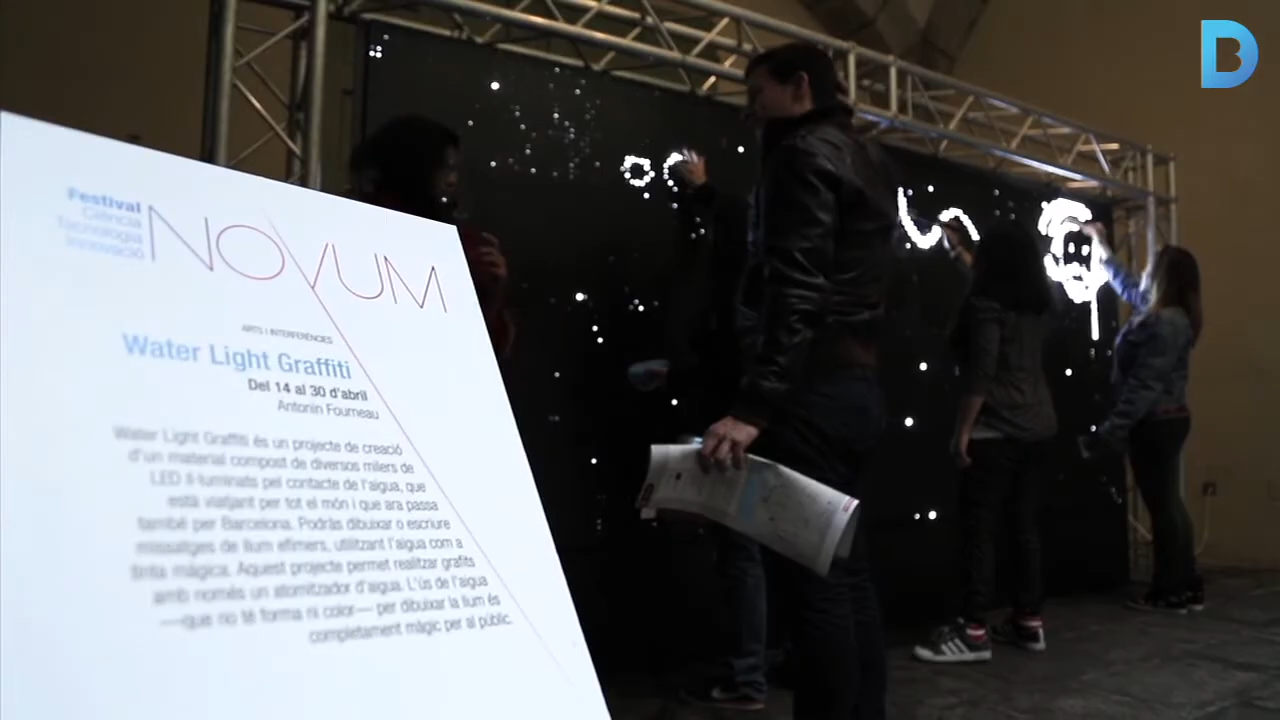 Festival
Ciència
Tecnologia
Innovació
NOVUM
ARTS I INTERFERÈNCIES
Water Light Graffiti
Del 14 al 30 d'abril
Antonin Fourneau
Water Light Graffiti és un projecte de creació
d'un material compost de diversos milers de
LED il·luminats pel contacte de l'aigua, que
està viatjant per tot el món i que ara passa
també per Barcelona. Podràs dibuixar o escriure
missatges de llum efímers, utilitzant l'aigua com a
tinta màgica. Aquest projecte permet realitzar grafits
amb només un atomitzador d'aigua. L'ús de l'aigua
—que no té forma ni color— per dibuixar la llum és
completament màgic per al públic.